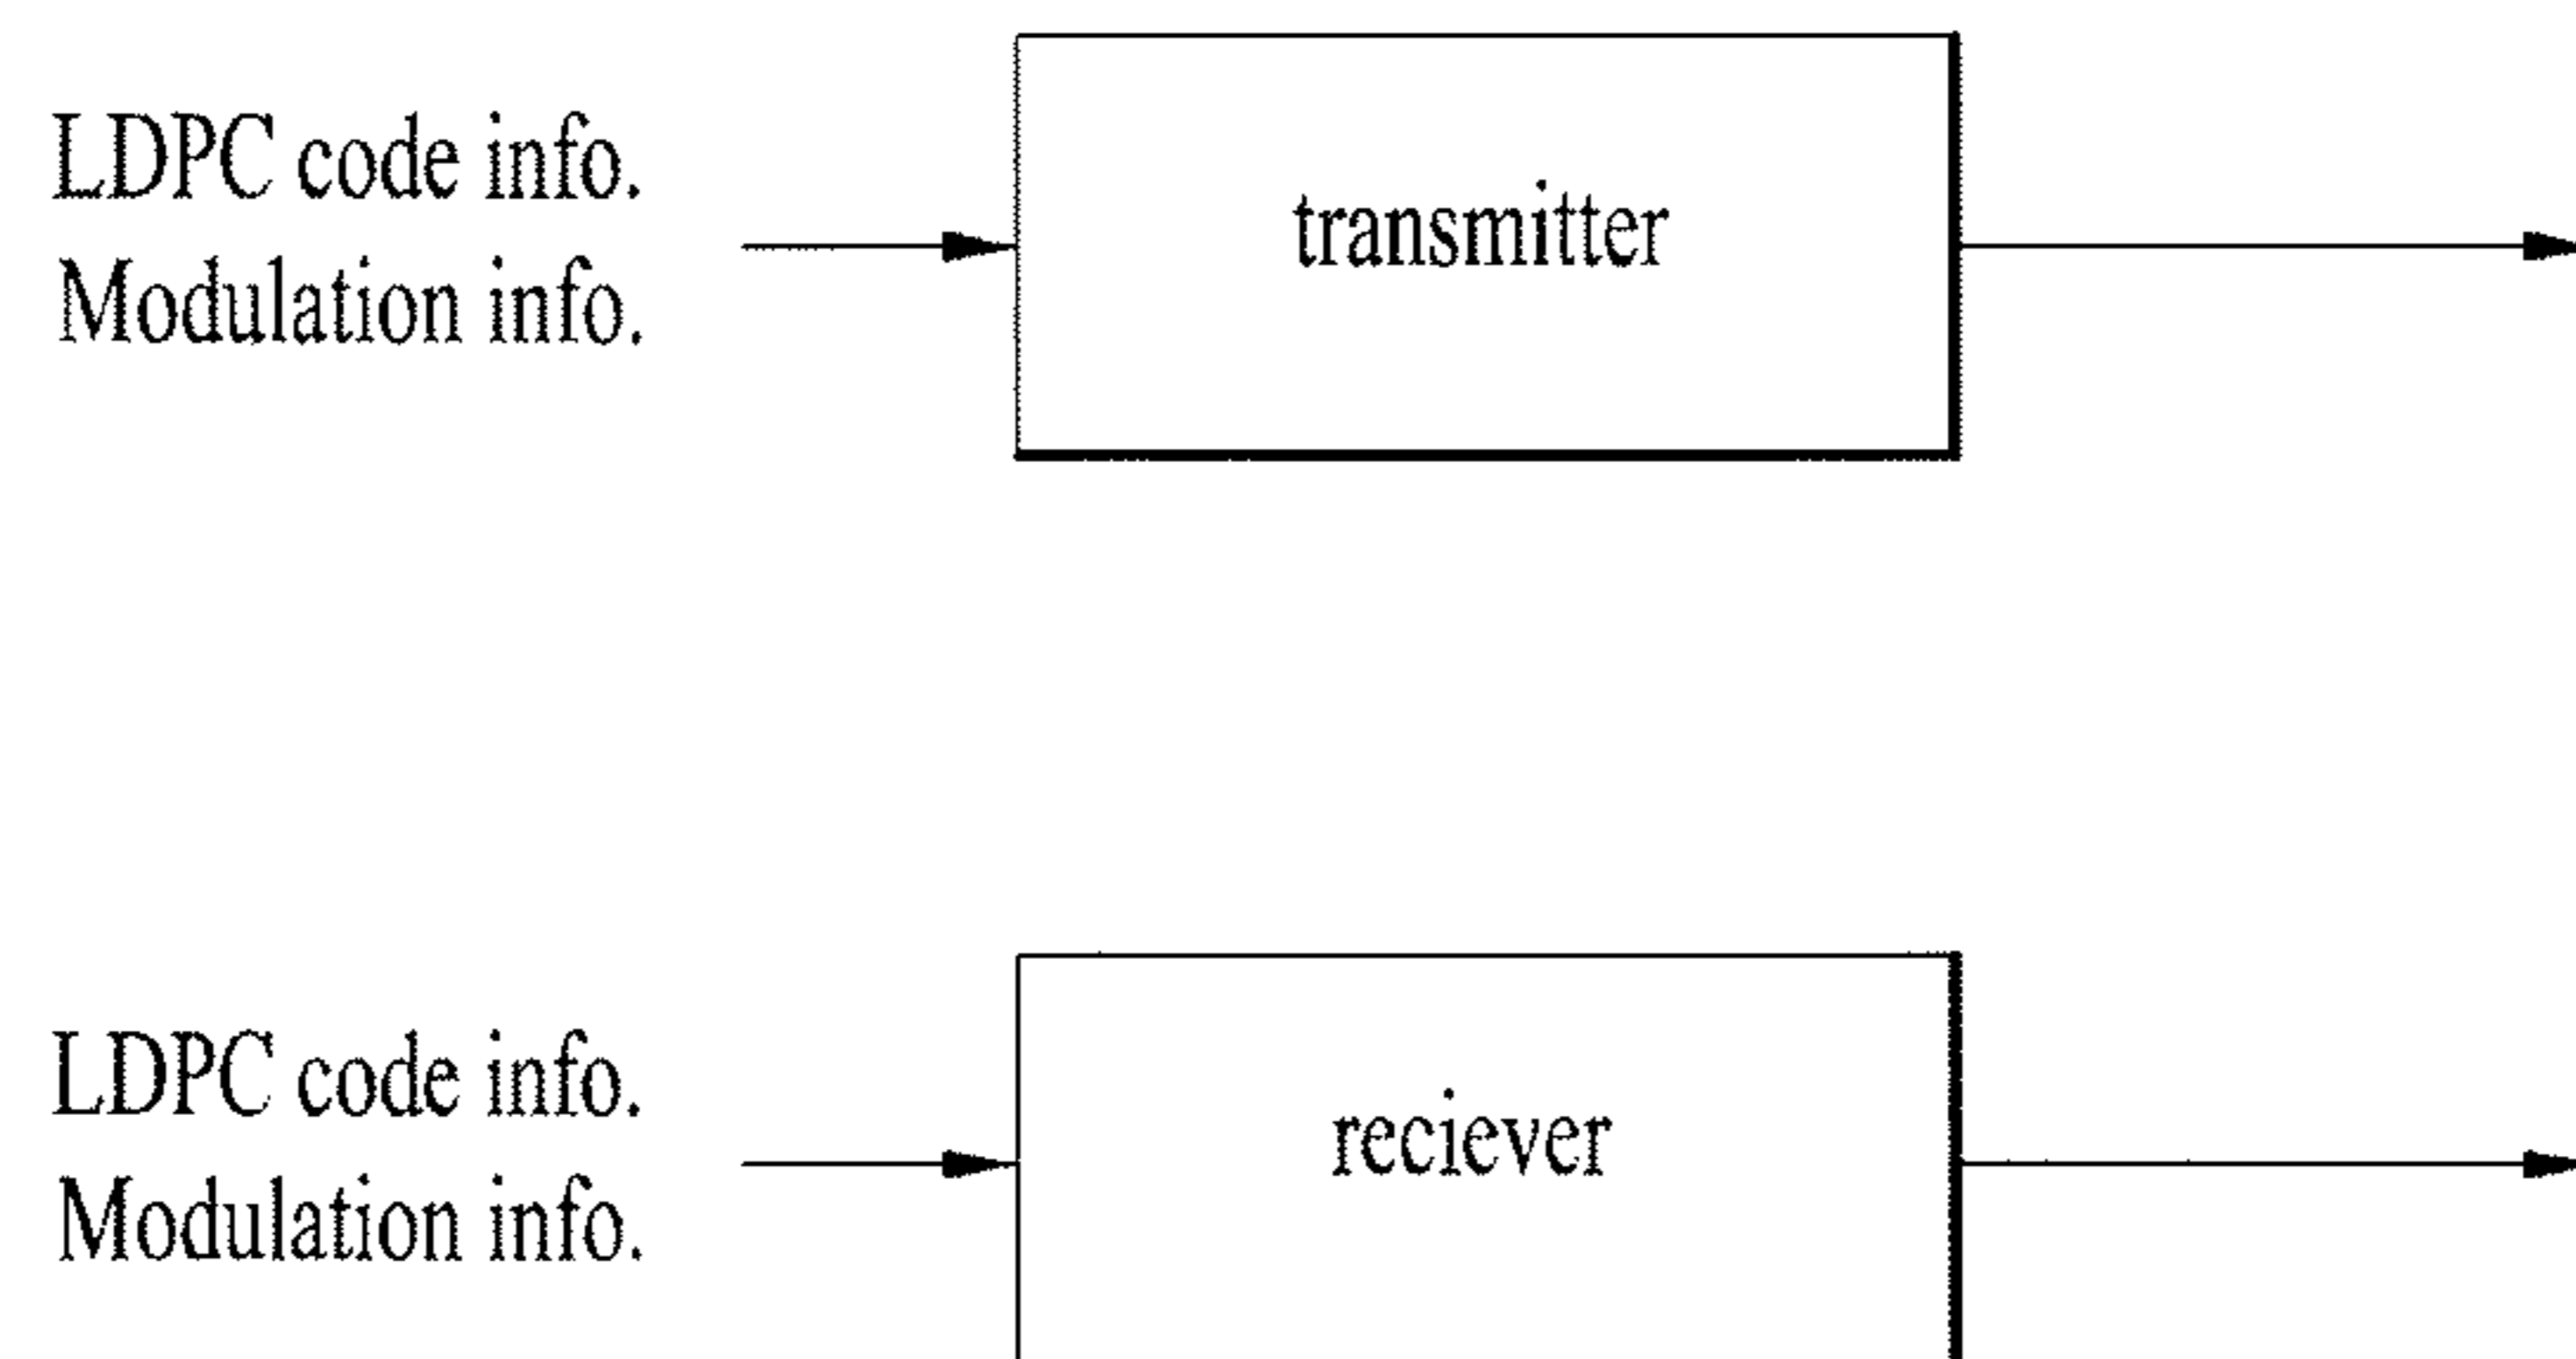 LDPC code info.
Modulation info.
transmitter
LDPC code info.
Modulation info.
reciever